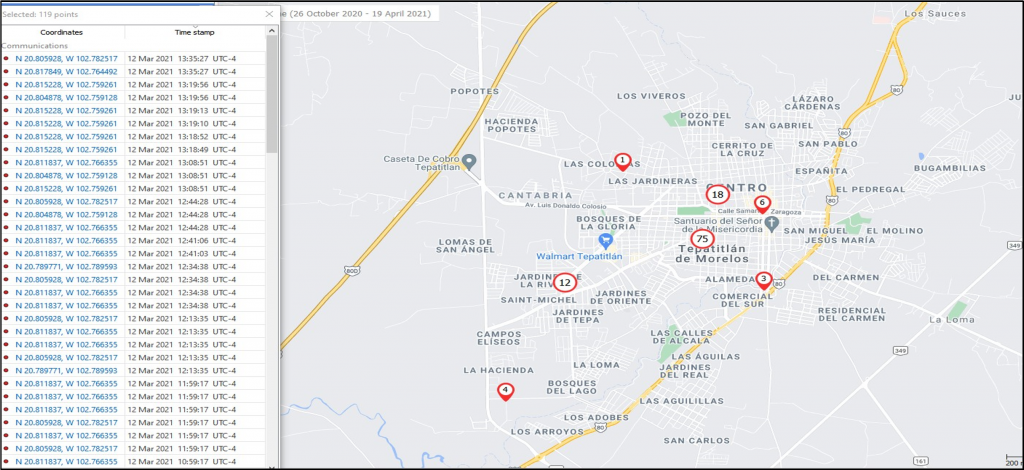 Selected: 119 points
e (26 October 2020 - 19 April 2021)
Coordinates Time stamp
Communications
N 20.805928, W 102.782517 12 Mar 2021 13:35:27 UTC-4
N 20.817849, W 102.764492 12 Mar 2021 13:35:27 UTC-4
N 20.815228, W 102.759261 12 Mar 2021 13:19:56 UTC-4
N 20.804878, W 102.759128 12 Mar 2021 13:19:56 UTC-4
N 20.815228, W 102.759261 12 Mar 2021 13:19:13 UTC-4
N 20.815228, W 102.759261 12 Mar 2021 13:19:10 UTC-4
N 20.815228, W 102.759261 12 Mar 2021 13:18:52 UTC-4
N 20.815228, W 102.759261 12 Mar 2021 13:18:49 UTC-4
N 20.811837, W 102.766355 12 Mar 2021 13:08:51 UTC-4
N 20.804878, W 102.759128 12 Mar 2021 13:08:51 UTC-4
N 20.815228, W 102.759261 12 Mar 2021 13:08:51 UTC-4
N 20.805928, W 102.782517 12 Mar 2021 12:44:28 UTC-4
N 20.804878, W 102.759128 12 Mar 2021 12:44:28 UTC-4
N 20.811837, W 102.766355 12 Mar 2021 12:44:28 UTC-4
N 20.811837, W 102.766355 12 Mar 2021 12:41:06 UTC-4
N 20.811837, W 102.766355 12 Mar 2021 12:41:03 UTC-4
N 20.789771, W 102.789593 12 Mar 2021 12:34:38 UTC-4
N 20.805928, W 102.782517 12 Mar 2021 12:34:38 UTC-4
N 20.811837, W 102.766355 12 Mar 2021 12:34:38 UTC-4
N 20.811837, W 102.766355 12 Mar 2021 12:34:38 UTC-4
N 20.805928, W 102.782517 12 Mar 2021 12:13:35 UTC-4
N 20.811837, W 102.766355 12 Mar 2021 12:13:35 UTC-4
N 20.811837, W 102.766355 12 Mar 2021 12:13:35 UTC-4
N 20.805928, W 102.782517 12 Mar 2021 12:13:35 UTC-4
N 20.789771, W 102.789593 12 Mar 2021 12:13:35 UTC-4
N 20.811837, W 102.766355 12 Mar 2021 11:59:17 UTC-4
N 20.811837, W 102.766355 12 Mar 2021 11:59:17 UTC-4
N 20.811837, W 102.766355 12 Mar 2021 11:59:17 UTC-4
N 20.805928, W 102.782517 12 Mar 2021 11:59:17 UTC-4
N 20.811837, W 102.766355 12 Mar 2021 11:59:17 UTC-4
N 20.805928, W 102.782517 12 Mar 2021 11:59:17 UTC-4
N 20.811837, W 102.766355 12 Mar 2021 10:59:17 UTC-4
Los Sauces
80
POPOTES
LOS VIVEROS
LÁZARO
CÁRDENAS
HACIENDA
POPOTES
POZO DEL
MONTE
SAN GABRIEL
80
SAN PABLO
CERRITO DE
LA CRUZ
Caseta De Cobro
Tepatitlán
LAS COLO
1
LAS JARDINERAS
ESPAÑITA
BUGAMBILIAS
CANTABRIA
CENTRO
18
EL PEDREGAL
80
Av. Luis Donaldo Colosio
Calle Sama
Zaragoza
6
BOSQUES DE
LA GLORIA
Santuario del Señor
de la Misericordia
SAN MIGUEL
JESÚS MARÍA
EL MOLINO
349
LOMAS DE
SAN ÁNGEL
Walmart Tepatitlán
75
Tepatitlán
de Morelos
80D
JARDINE
LA RIV
12
SAINT-MICHEL
JARDINES
DE ORIENTE
ALAMEDA
3
80
COMERCIAL
DEL SUR
DEL CARMEN
RESIDENCIAL
DEL CARMEN
La Loma
JARDINES
DE TEPA
CAMPOS
ELÍSEOS
LAS CALLES
DE ALCALA
349
LA HACIENDA
LA LOMA
LAS ÁGUILAS
JARDINES
DEL REAL
4
BOSQUES
DEL LAGO
LAS AGUILILLAS
LOS ADOBES
80
LOS ARROYOS
SAN CARLOS
161
200